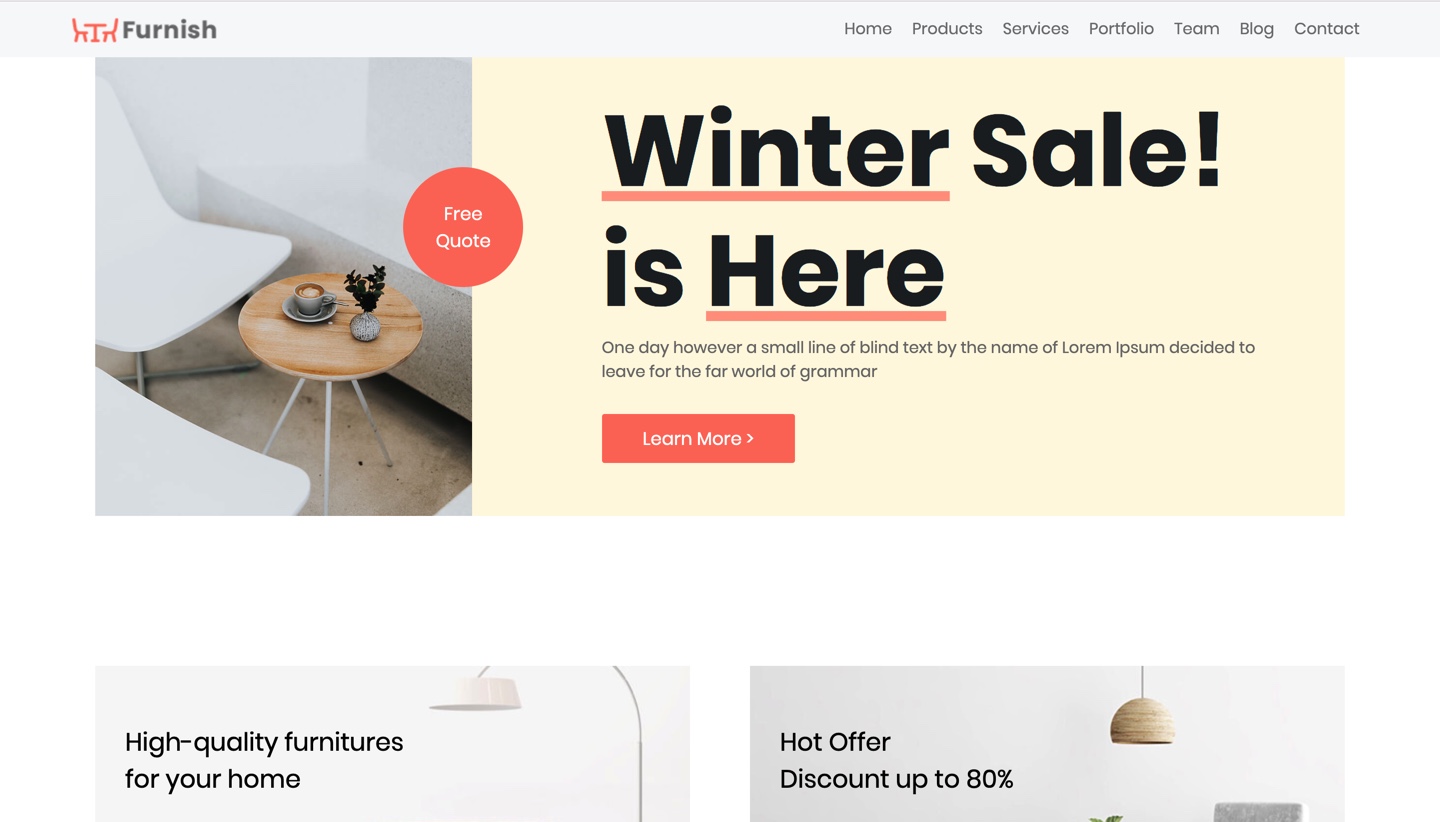 Furnish
Home Products Services Portfolio Team Blog Contact
Winter Sale!
is Here
One day however a small line of blind text by the name of Lorem Ipsum decided to
leave for the far world of grammar
Learn More >
Free
Quote
High-quality furnitures
for your home
Hot Offer
Discount up to 80%